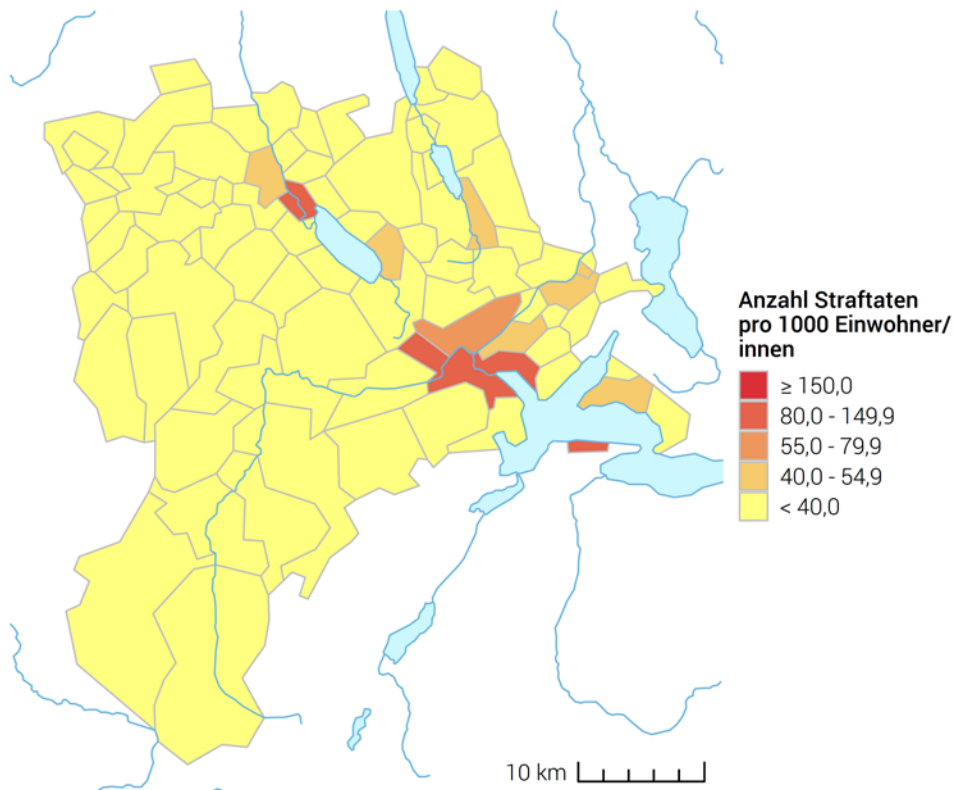 Anzahl Straftaten
pro 1000 Einwohner/
innen
≥ 150,0
80,0 - 149,9
55,0 - 79,9
40,0 - 54,9
< 40,0
10 km